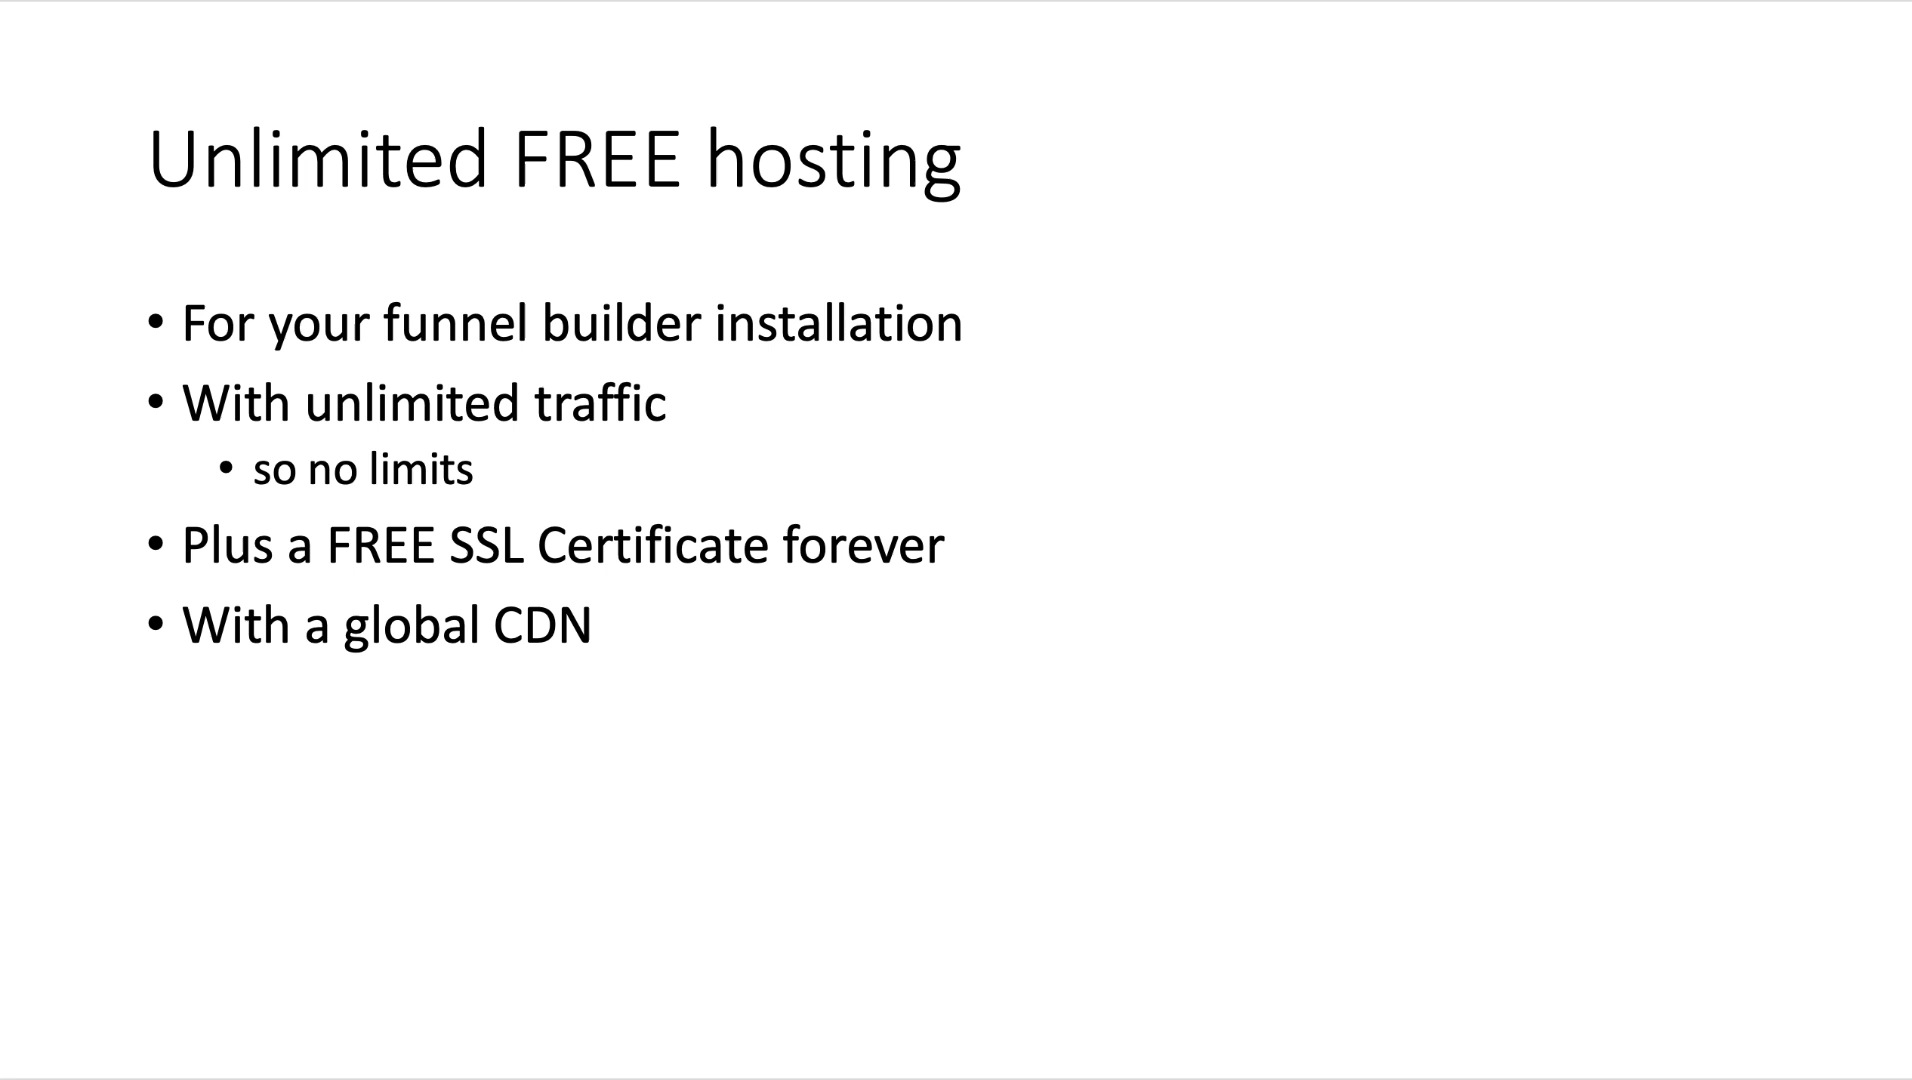 Unlimited FREE hosting
• For your funnel builder installation
• With unlimited traffic
• so no limits
• Plus a FREE SSL Certificate forever
• With a global CDN